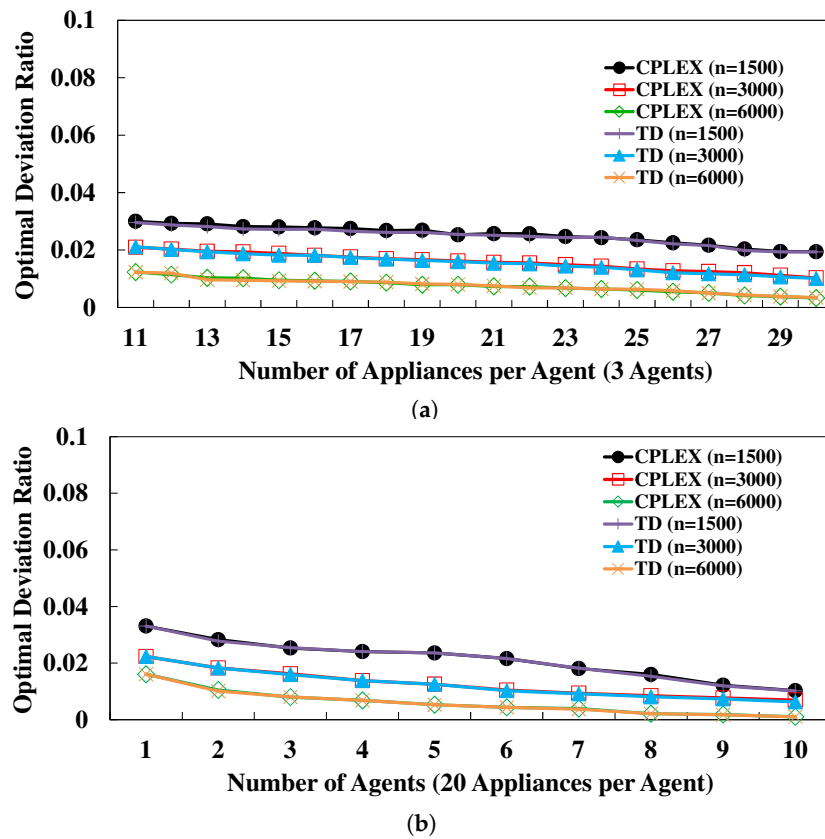 (a)
0.1
0.08
0.06
0.04
0.02
0
Optimal Deviation Ratio
CPLEX (n=1500)
CPLEX (n=3000)
CPLEX (n=6000)
TD (n=1500)
TD (n=3000)
TD (n=6000)
11 13 15 17 19 21 23 25 27 29
Number of Appliances per Agent (3 Agents)
(a)
0.1
0.08
0.06
0.04
0.02
0
Optimal Deviation Ratio
CPLEX (n=1500)
CPLEX (n=3000)
CPLEX (n=6000)
TD (n=1500)
TD (n=3000)
TD (n=6000)
1 2 3 4 5 6 7 8 9 10
Number of Agents (20 Appliances per Agent)
(b)